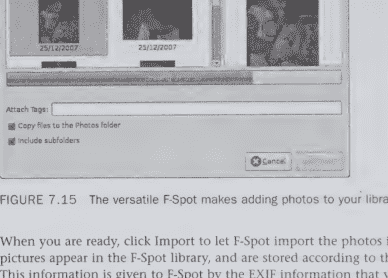 25/12/2007 25/12/2007
Attach Tags:
Copy files to the Photos folder
Include subfolders
Cancel
FIGURE 7.15 The versatile F-Spot makes adding photos to your libra
When you are ready, click Import to let F-Spot import the photos i
pictures appear in the F-Spot library, and are stored according to th
This information is given to F-Spot by the EXIF information that y